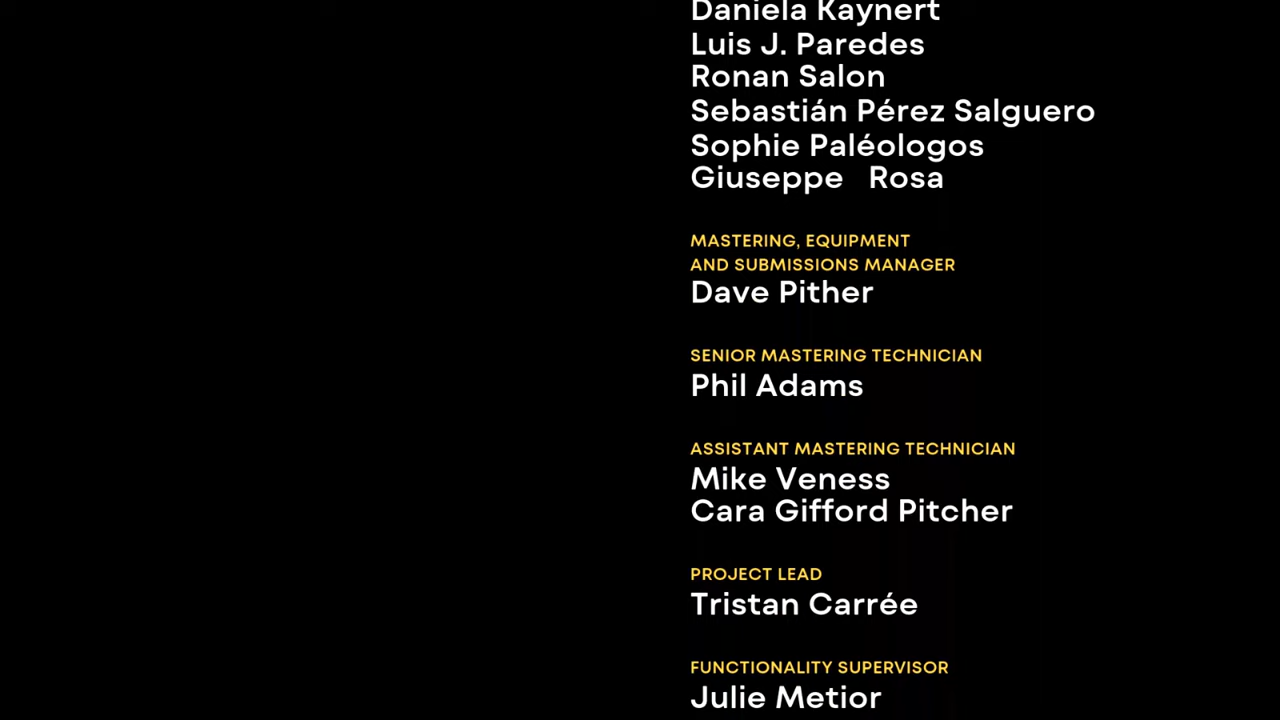 Daniela Kaynert
Luis J. Paredes
Ronan Salon
Sebastián Pérez Salguero
Sophie Paléologos
Giuseppe Rosa
MASTERING, EQUIPMENT
AND SUBMISSIONS MANAGER
Dave Pither
SENIOR MASTERING TECHNICIAN
Phil Adams
ASSISTANT MASTERING TECHNICIAN
Mike Veness
Cara Gifford Pitcher
PROJECT LEAD
Tristan Carrée
FUNCTIONALITY SUPERVISOR
Julie Metior